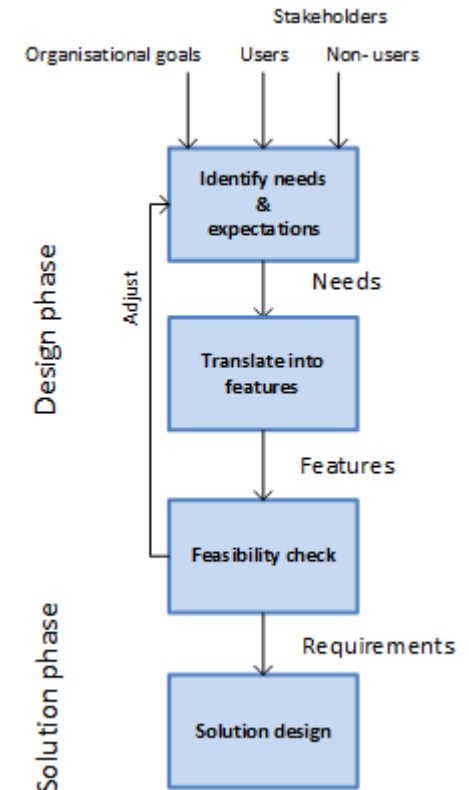 Stakeholders
Organisational goals Users Non- users
Identify needs
&
expectations
Needs
Adjust
Design phase
Translate into
features
Features
Feasibility check
Requirements
Solution phase
Solution design